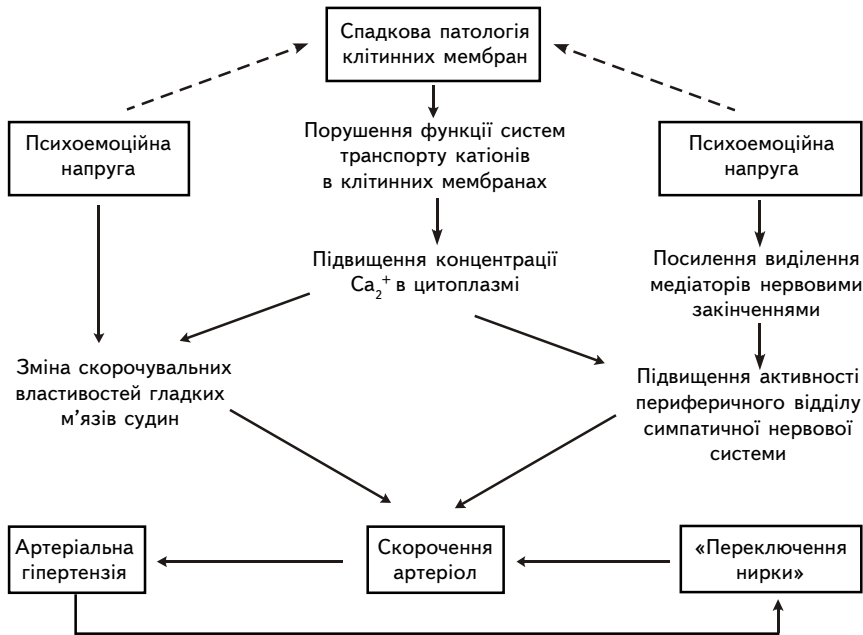 Спадкова патологія
клітинних мембран
Психоемоційна
напруга
Порушення функції систем
транспорту катіонів
в клітинних мембранах
Психоемоційна
напруга
Підвищення концентрації
Ca₂⁺ в цитоплазмі
Посилення виділення
медіаторів нервовими
закінченнями
Зміна скорочувальних
властивостей гладких
м’язів судин
Підвищення активності
периферичного відділу
симпатичної нервової
системи
Артеріальна
гіпертензія
Скорочення
артеріол
«Переключення
нирки»